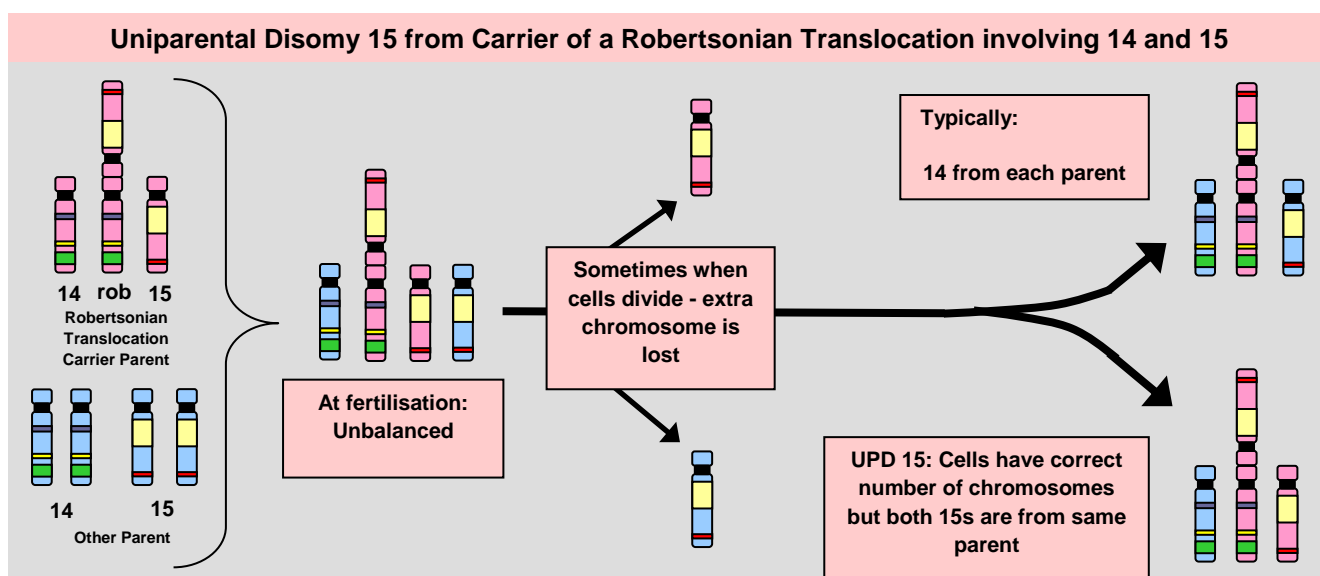 Uniparental Disomy 15 from Carrier of a Robertsonian Translocation involving 14 and 15
14 rob 15
Robertsonian
Translocation
Carrier Parent
14 15
Other Parent
At fertilisation:
Unbalanced
Sometimes when
cells divide - extra
chromosome is
lost
Typically:
14 from each parent
UPD 15: Cells have correct
number of chromosomes
but both 15s are from same
parent